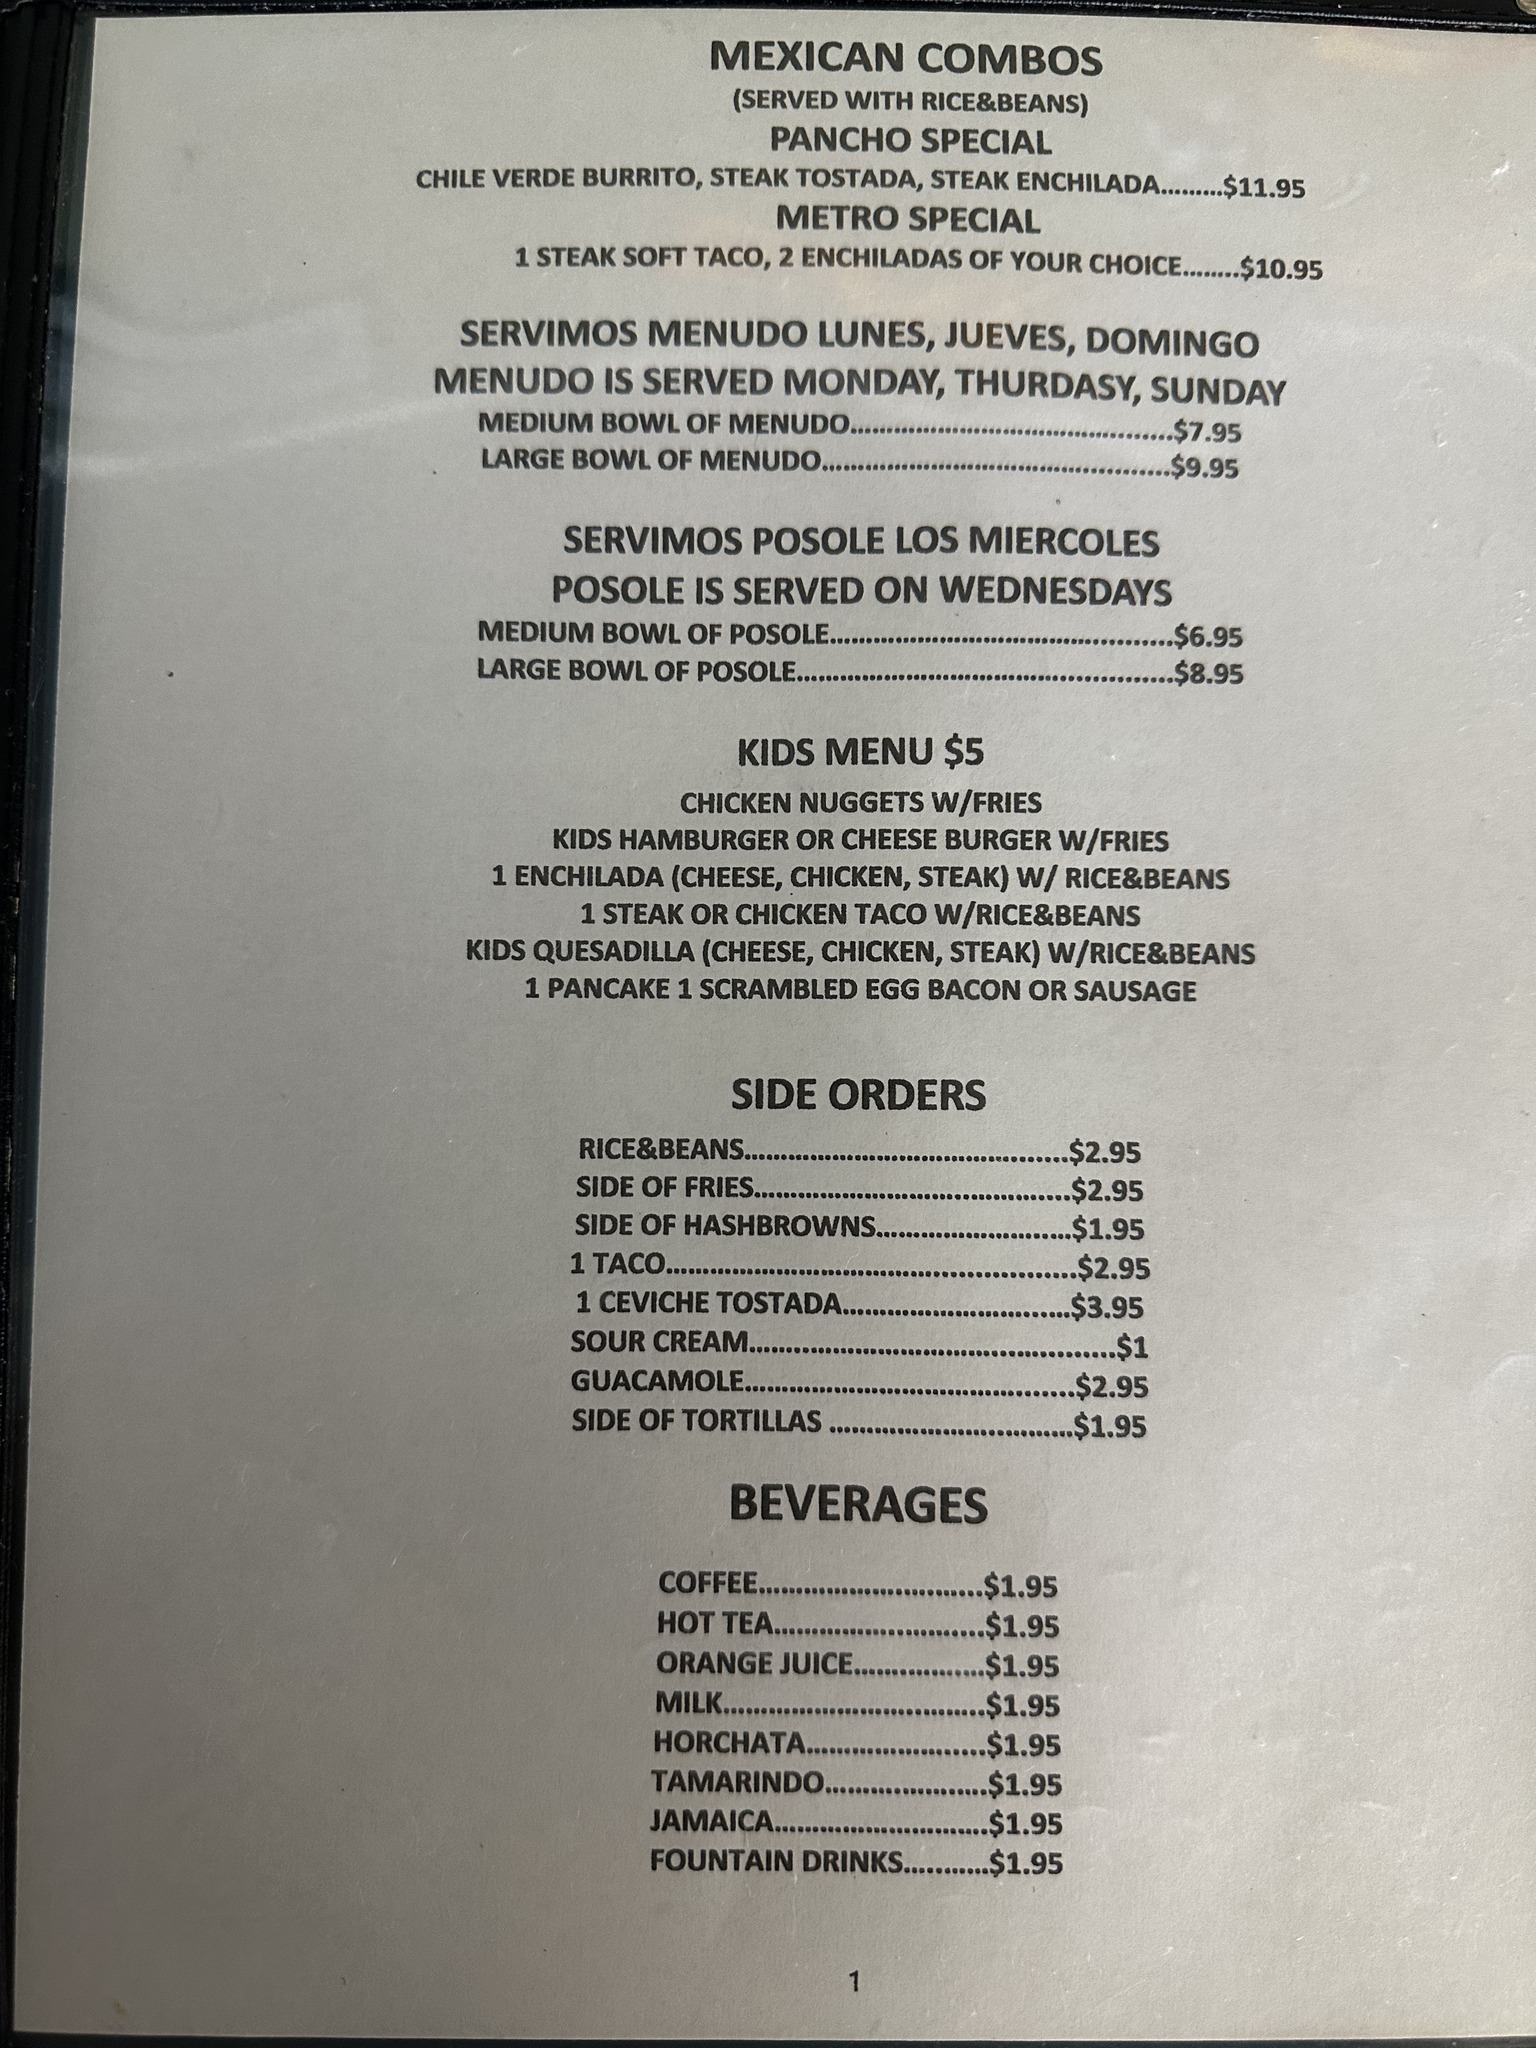 MEXICAN COMBOS
(SERVED WITH RICE&BEANS)
PANCHO SPECIAL
CHILE VERDE BURRITO, STEAK TOSTADA, STEAK ENCHILADA.........$11.95
METRO SPECIAL
1 STEAK SOFT TACO, 2 ENCHILADAS OF YOUR CHOICE........$10.95
SERVIMOS MENUDO LUNES, JUEVES, DOMINGO
MENUDO IS SERVED MONDAY, THURDASY, SUNDAY
MEDIUM BOWL OF MENUDO............................................$7.95
LARGE BOWL OF MENUDO...............................................$9.95
SERVIMOS POSOLE LOS MIERCOLES
POSOLE IS SERVED ON WEDNESDAYS
MEDIUM BOWL OF POSOLE..............................................$6.95
LARGE BOWL OF POSOLE...................................................$8.95
KIDS MENU $5
CHICKEN NUGGETS W/FRIES
KIDS HAMBURGER OR CHEESE BURGER W/FRIES
1 ENCHILADA (CHEESE, CHICKEN, STEAK) W/ RICE&BEANS
1 STEAK OR CHICKEN TACO W/RICE&BEANS
KIDS QUESADILLA (CHEESE, CHICKEN, STEAK) W/RICE&BEANS
1 PANCAKE 1 SCRAMBLED EGG BACON OR SAUSAGE
SIDE ORDERS
RICE&BEANS............................................$2.95
SIDE OF FRIES...........................................$2.95
SIDE OF HASHBROWNS..........................$1.95
1 TACO.......................................................$2.95
1 CEVICHE TOSTADA...............................$3.95
SOUR CREAM..................................................$1
GUACAMOLE.............................................$2.95
SIDE OF TORTILLAS .................................$1.95
BEVERAGES
COFFEE..............................$1.95
HOT TEA............................$1.95
ORANGE JUICE..................$1.95
MILK...................................$1.95
HORCHATA........................$1.95
TAMARINDO......................$1.95
JAMAICA.............................$1.95
FOUNTAIN DRINKS...........$1.95
1